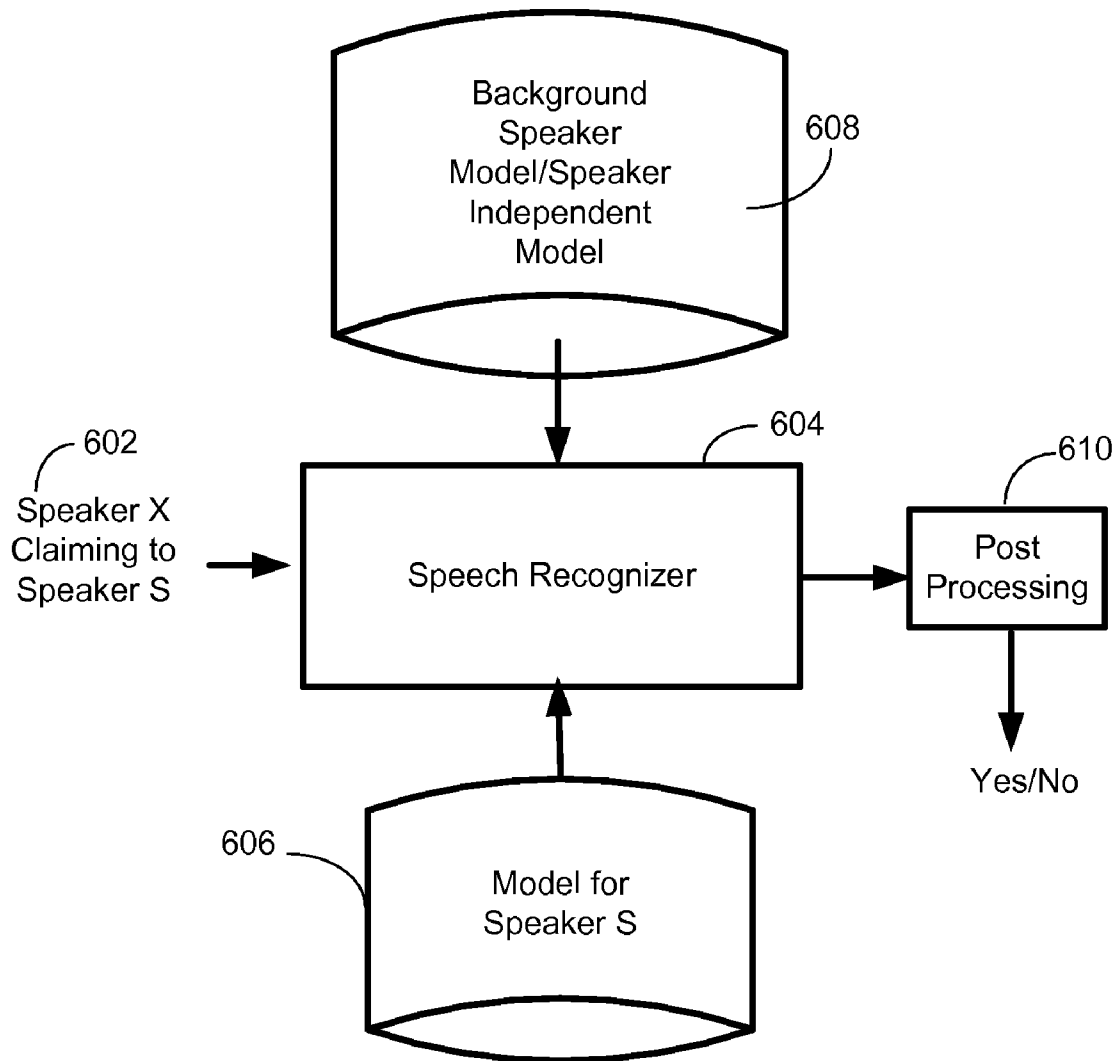 Background
Speaker
Model/Speaker
Independent
Model
608
602
Speaker X
Claiming to
Speaker S
604
Speech Recognizer
610
Post
Processing
Yes/No
606
Model for
Speaker S